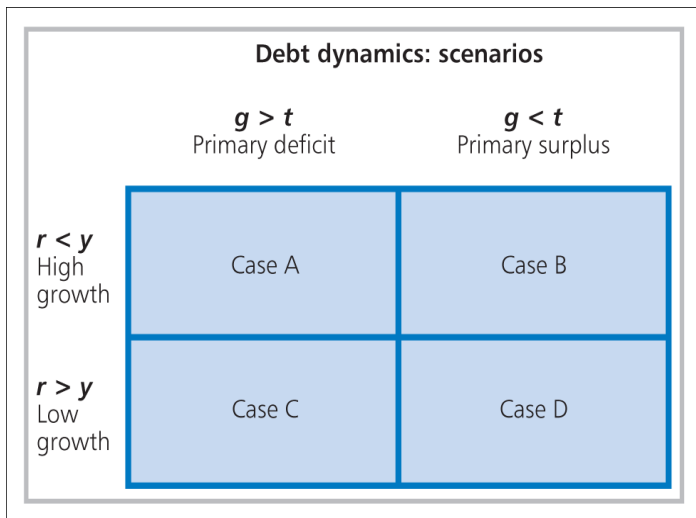 Debt dynamics: scenarios
g > t
Primary deficit
g < t
Primary surplus
r < y
High
growth
Case A
Case B
r > y
Low
growth
Case C
Case D